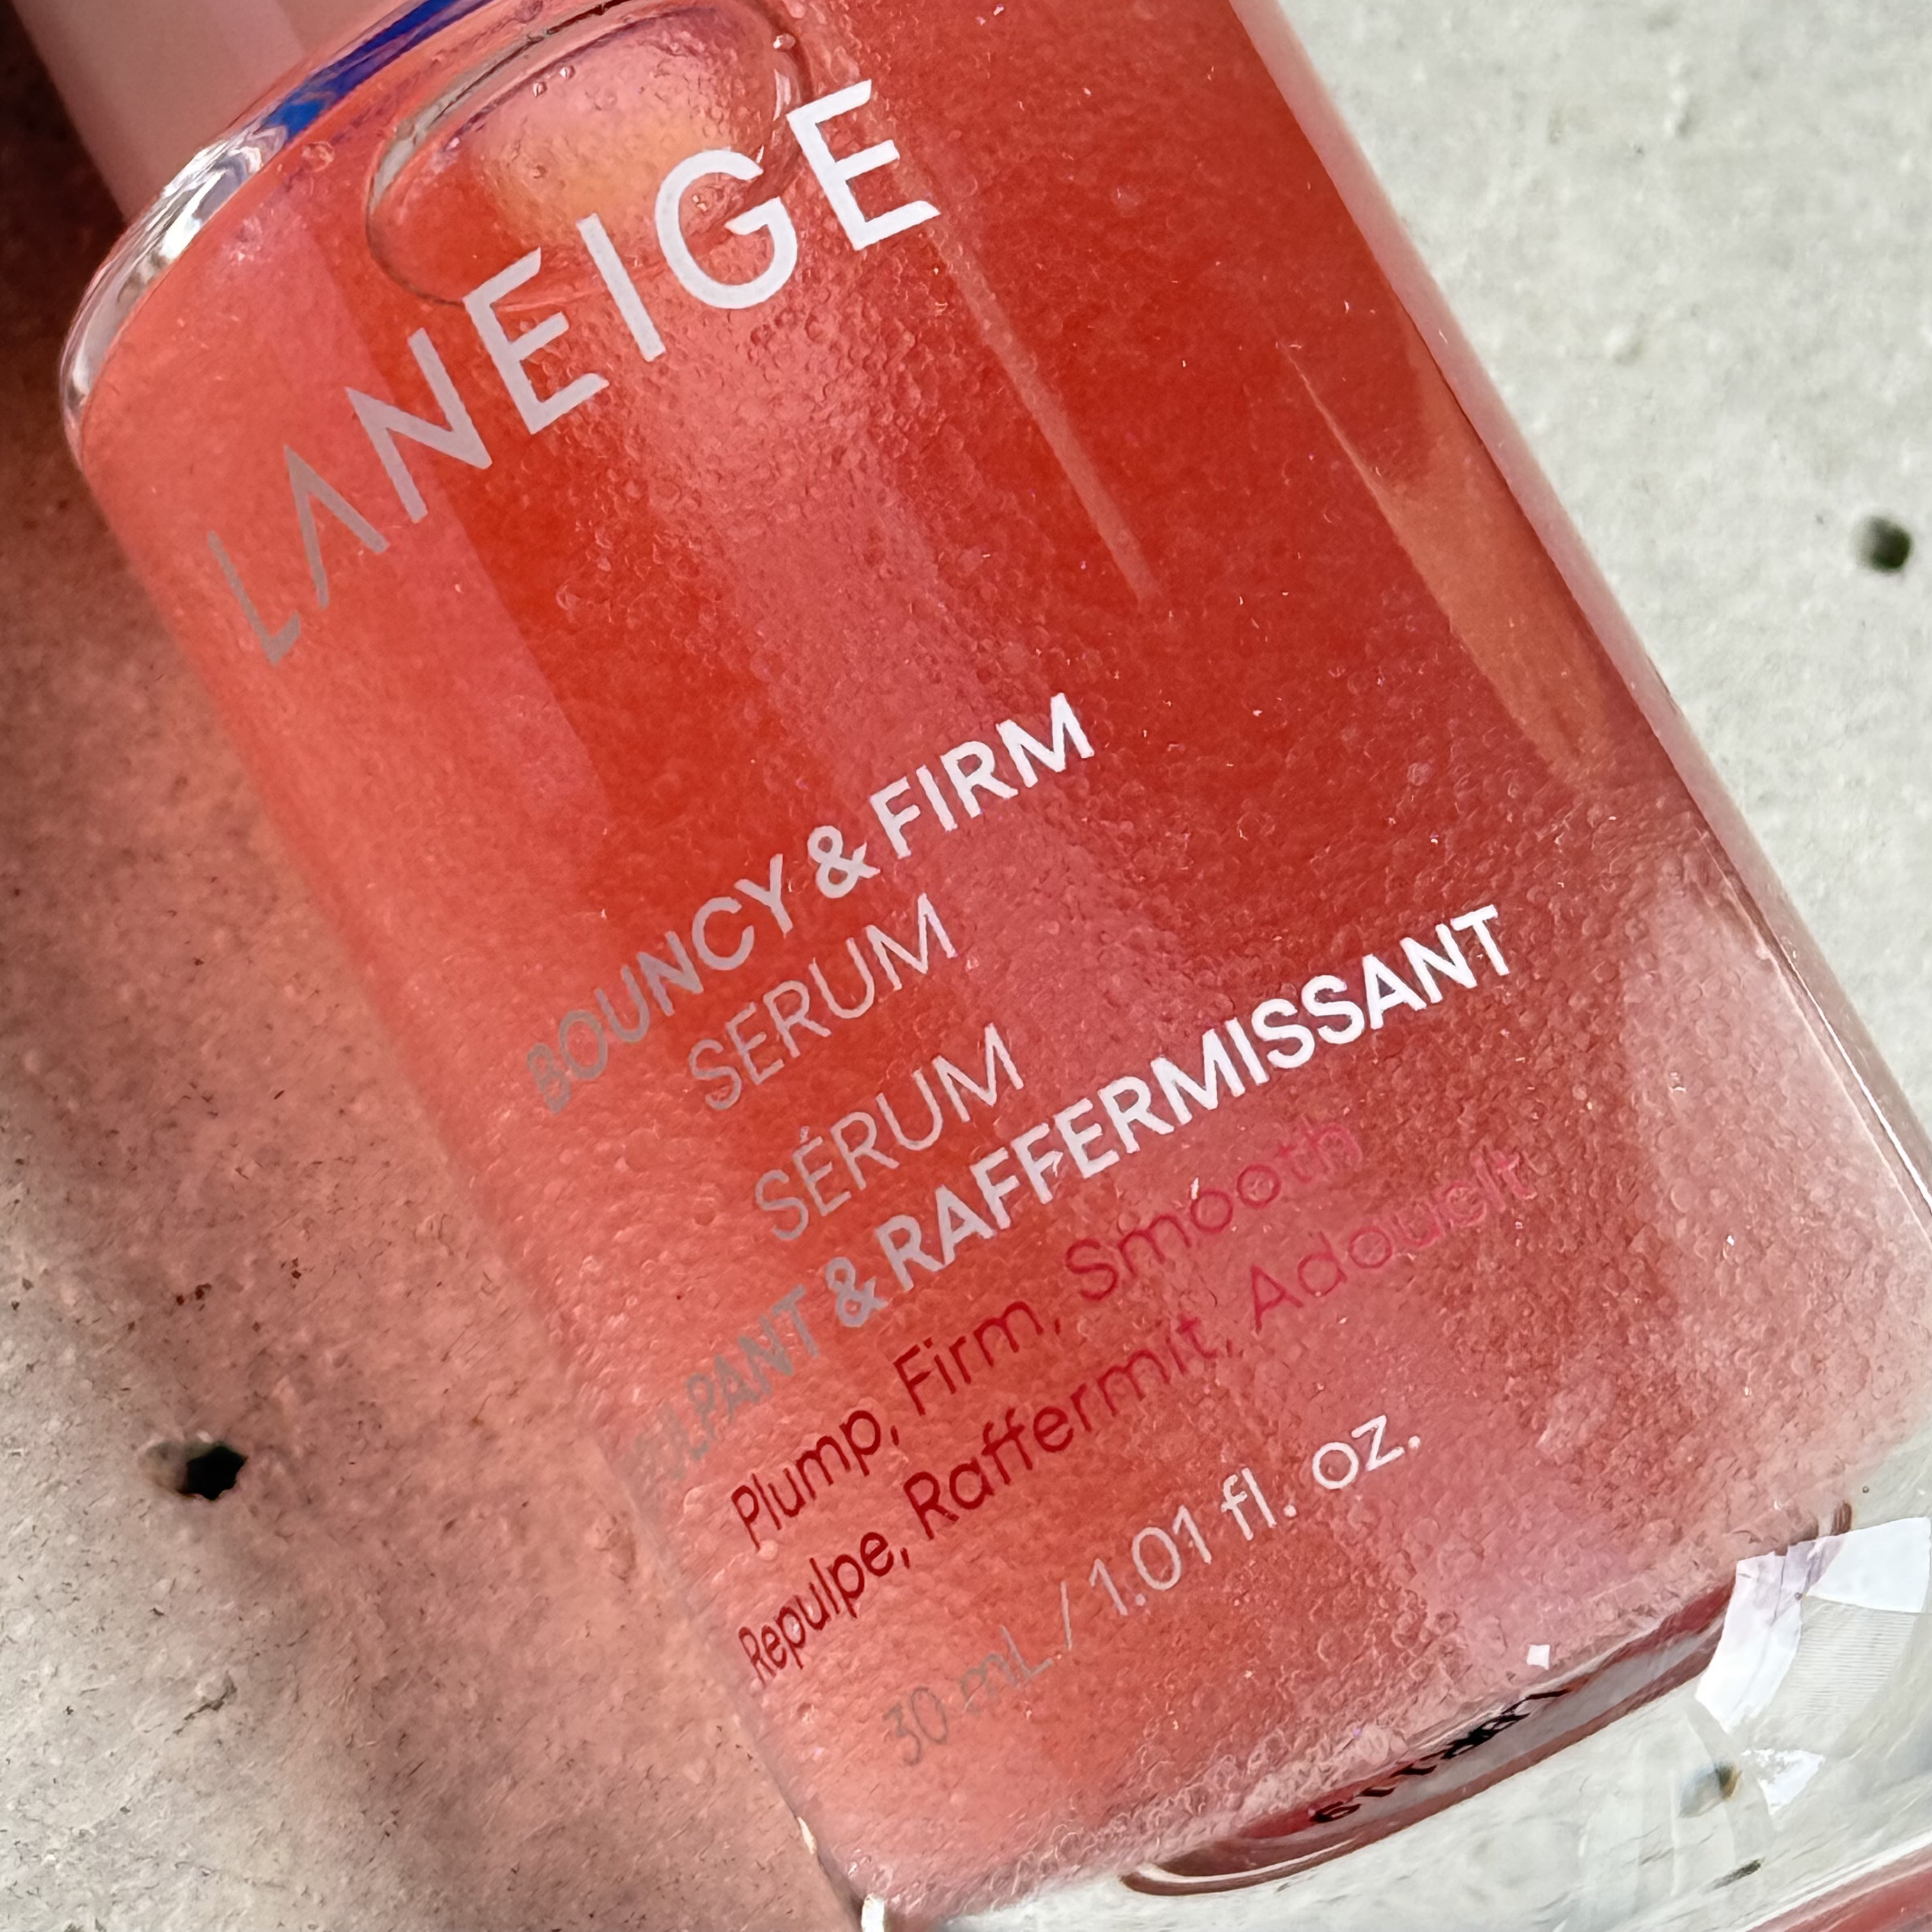 LANEIGE
BOUNCY & FIRM
SERUM
SÉRUM
& RAFFERMISSANT
Plump, Firm, Smooth
Repulpe, Raffermit, Adoucit
30 mL / 1.01 fl. oz.